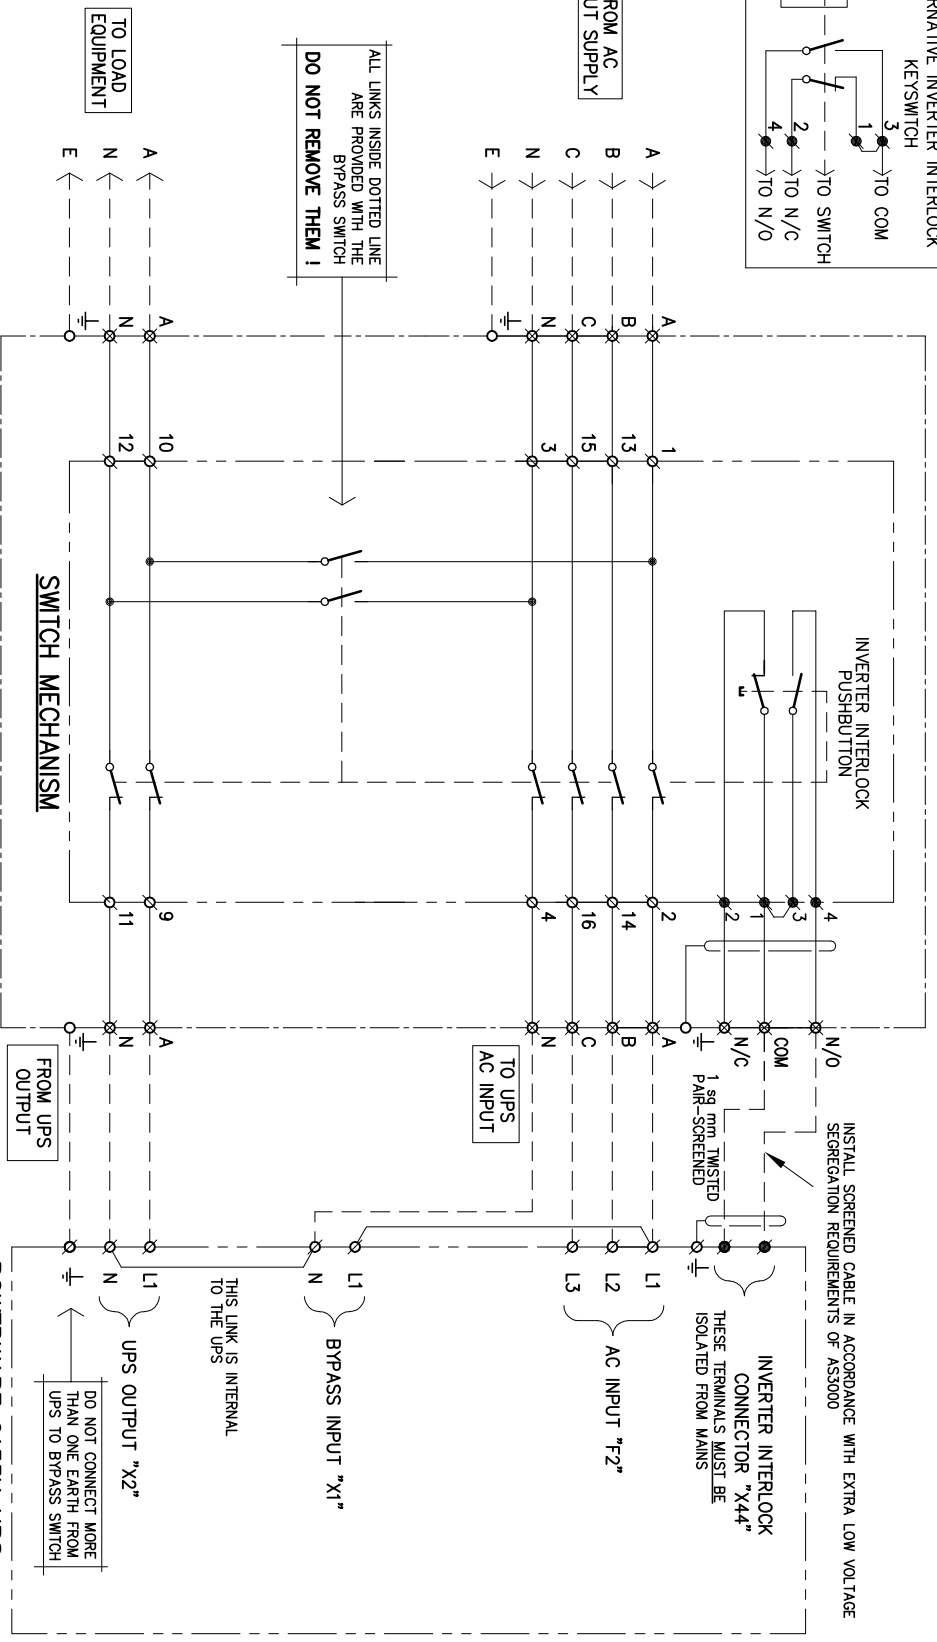 RNATIVE INVERTER INTERLOCK
KEYSWITCH
3
1
2
4
TO COM
TO SWITCH
TO N/C
TO N/O
ROM AC
UT SUPPLY
A
B
C
N
E
ALL LINKS INSIDE DOTTED LINE
ARE PROVIDED WITH THE
BYPASS SWITCH
DO NOT REMOVE THEM !
TO LOAD
EQUIPMENT
A
N
E
A
B
C
N
A
N
1
13
15
3
10
12
INVERTER INTERLOCK
PUSHBUTTON
E
SWITCH MECHANISM
4
3
1
2
2
14
16
4
9
11
N/O
COM
N/C
A
B
C
N
A
N
TO UPS
AC INPUT
FROM UPS
OUTPUT
INSTALL SCREENED CABLE IN ACCORDANCE WITH EXTRA LOW VOLTAGE
SEGREGATION REQUIREMENTS OF AS3000
1 sq mm TWISTED
PAIR-SCREENED
INVERTER INTERLOCK
CONNECTOR "X44"
THESE TERMINALS MUST BE
ISOLATED FROM MAINS
L1
L2
L3
AC INPUT "F2"
L1
N
BYPASS INPUT "X1"
THIS LINK IS INTERNAL
TO THE UPS
L1
N
UPS OUTPUT "X2"
DO NOT CONNECT MORE
THAN ONE EARTH FROM
UPS TO BYPASS SWITCH